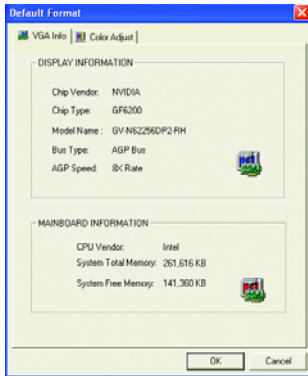 Default Format
VGA Info
Color Adjust
DISPLAY INFORMATION
Chip Vendor: NVIDIA
Chip Type: GF6200
Model Name : GV-N62256DP2-RH
Bus Type: AGP Bus
AGP Speed: 8X Rate
MAINBOARD INFORMATION
CPU Vendor: Intel
System Total Memory: 261,616 KB
System Free Memory: 141,360 KB
OK
Cancel